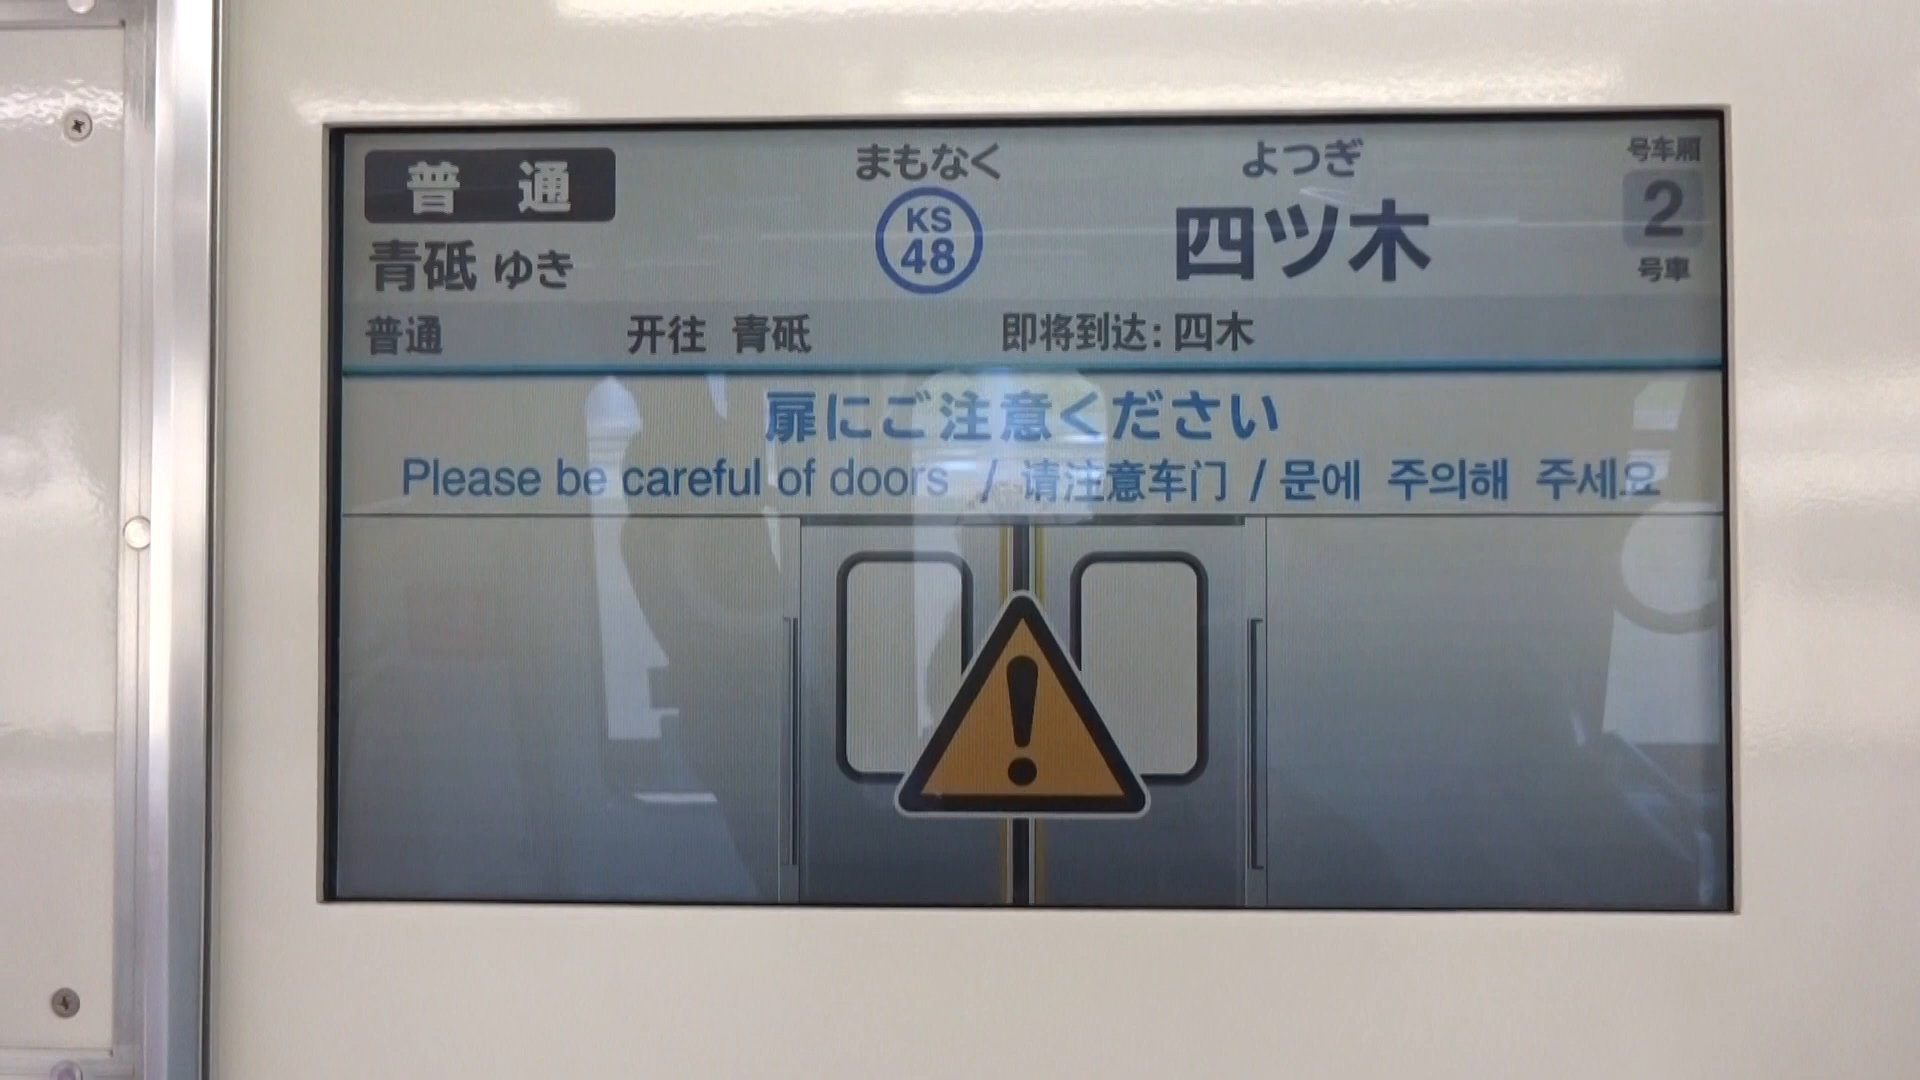 普通
青砥 ゆき
まもなく
KS
48
よつぎ
四ツ木
号车厢
2
号車
普通 开往 青砥 即将到达: 四木
扉にご注意ください
Please be careful of doors / 请注意车门 / 문에 주의해 주세요